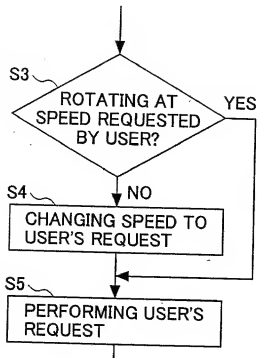 S3
ROTATING AT
SPEED REQUESTED
BY USER?
YES
NO
S4
CHANGING SPEED TO
USER'S REQUEST
S5
PERFORMING USER'S
REQUEST